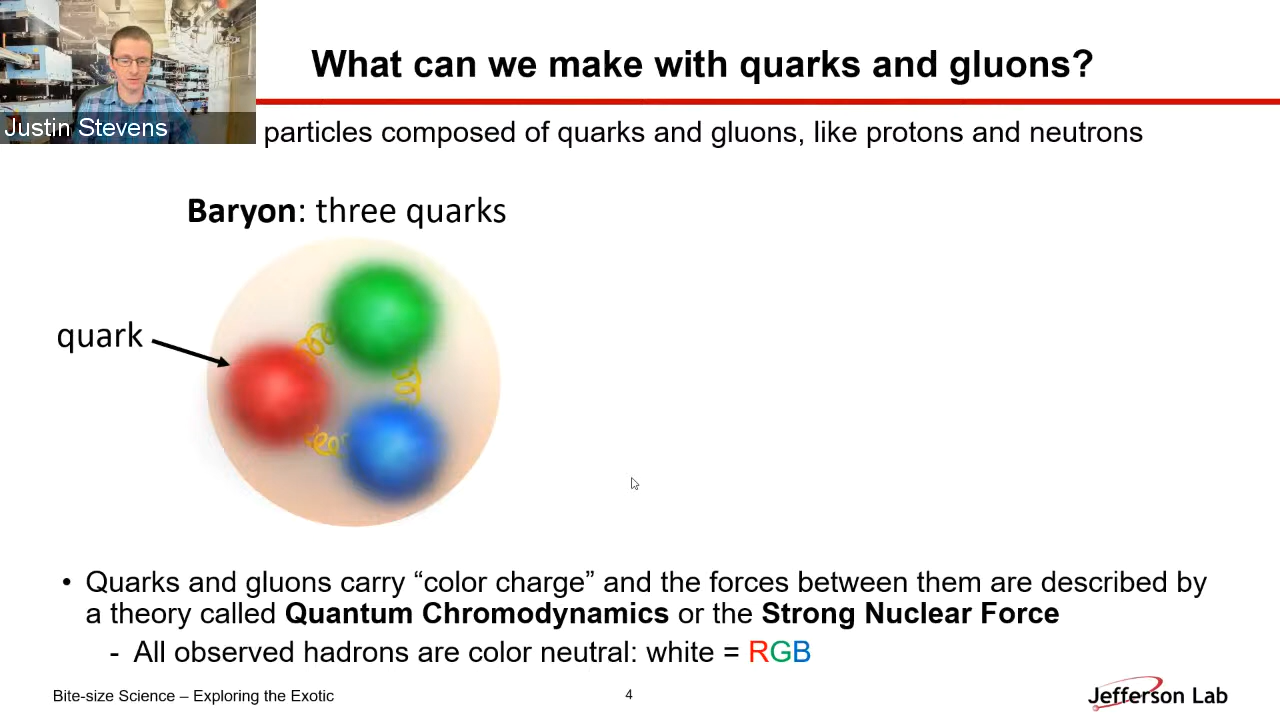 What can we make with quarks and gluons?
Justin Stevens
particles composed of quarks and gluons, like protons and neutrons
Baryon: three quarks
quark
• Quarks and gluons carry “color charge” and the forces between them are described by
a theory called Quantum Chromodynamics or the Strong Nuclear Force
- All observed hadrons are color neutral: white = RGB
Bite-size Science – Exploring the Exotic
4
Jefferson Lab